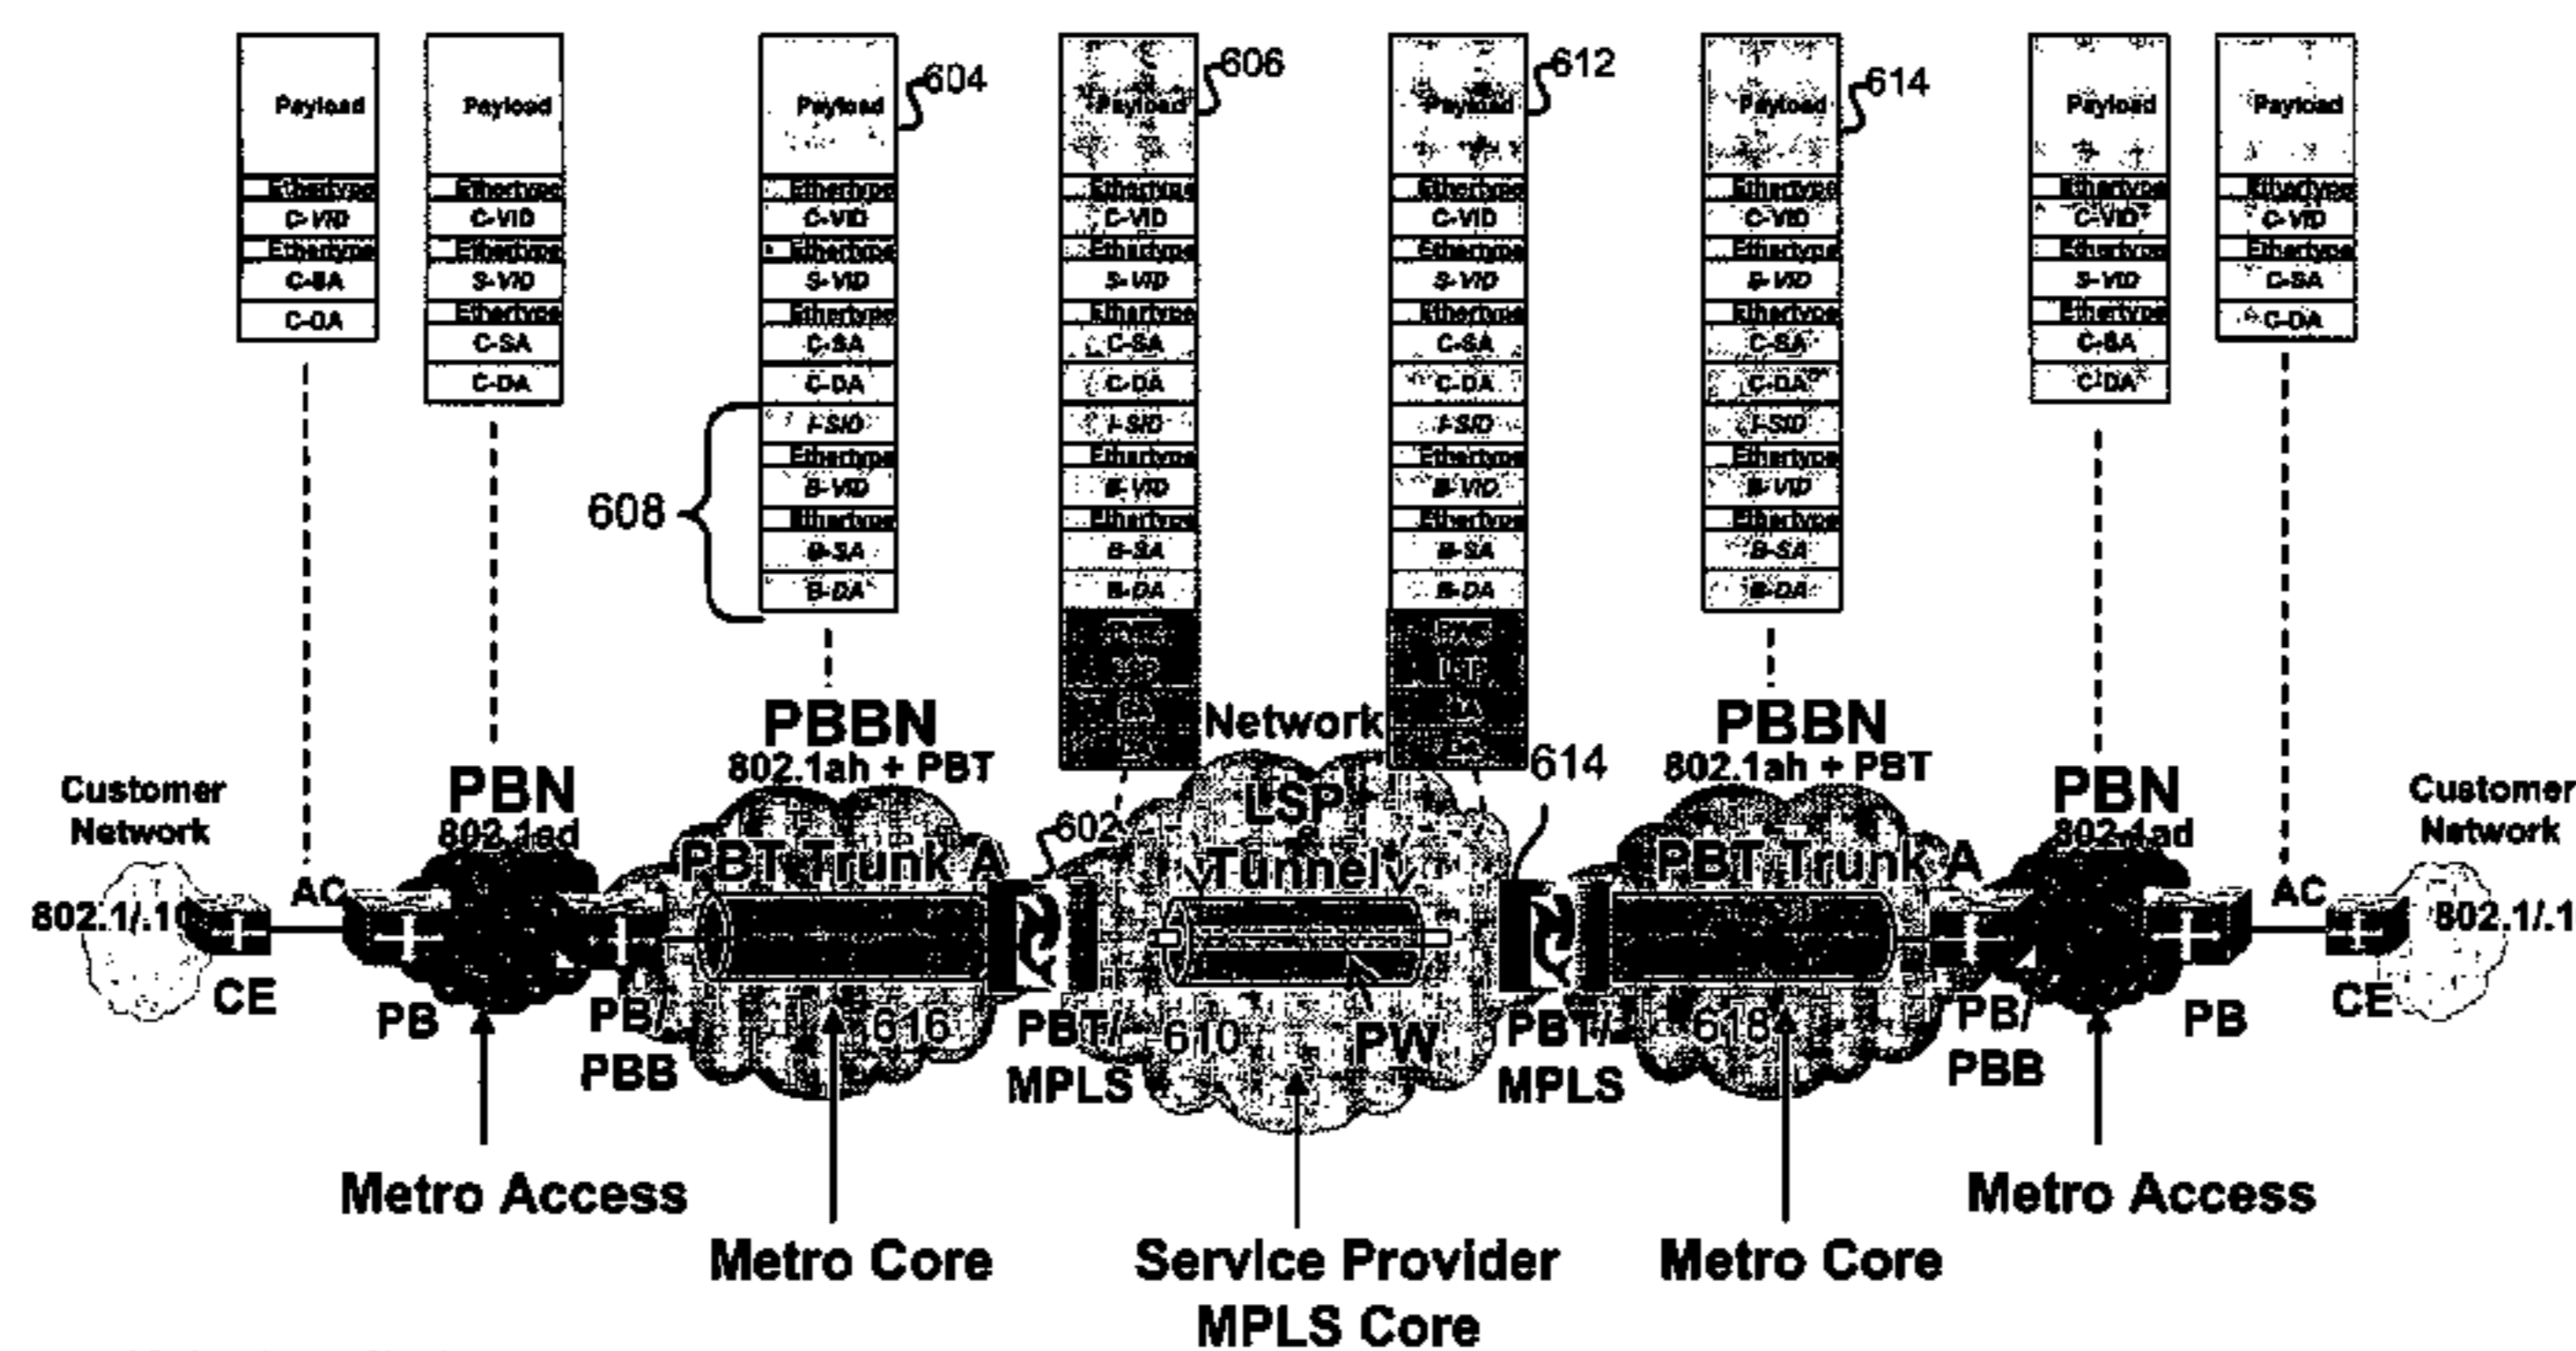 Payload
Ethertype
C-VID
Ethertype
C-SA
C-DA
Payload
Ethertype
C-VID
Ethertype
S-VID
Ethertype
C-SA
C-DA
604
Payload
Ethertype
C-VID
Ethertype
S-VID
Ethertype
C-SA
C-DA
I-SID
Ethertype
B-VID
Ethertype
B-SA
B-DA
608
606
Payload
Ethertype
C-VID
Ethertype
S-VID
Ethertype
C-SA
C-DA
I-SID
Ethertype
B-VID
Ethertype
B-SA
B-DA
612
Payload
Ethertype
C-VID
Ethertype
S-VID
Ethertype
C-SA
C-DA
I-SID
Ethertype
B-VID
Ethertype
B-SA
B-DA
614
Payload
Ethertype
C-VID
Ethertype
S-VID
Ethertype
C-SA
C-DA
I-SID
Ethertype
B-VID
Ethertype
B-SA
B-DA
Payload
Ethertype
C-VID
Ethertype
S-VID
Ethertype
C-SA
C-DA
Payload
Ethertype
C-VID
Ethertype
C-SA
C-DA
Customer
Network
802.1/.1
CE
AC
PBN
802.1ad
PB
PB/
PBB
PBBN
802.1ah + PBT
PBT Trunk A
616
602
PBT/
MPLS
Network
LSP
Tunnel
610
PW
614
PBT/
MPLS
PBBN
802.1ah + PBT
PBT Trunk A
618
PB/
PBB
PBN
802.1ad
PB
AC
CE
Customer
Network
802.1/.1
Metro Access
Metro Core
Service Provider
MPLS Core
Metro Core
Metro Access